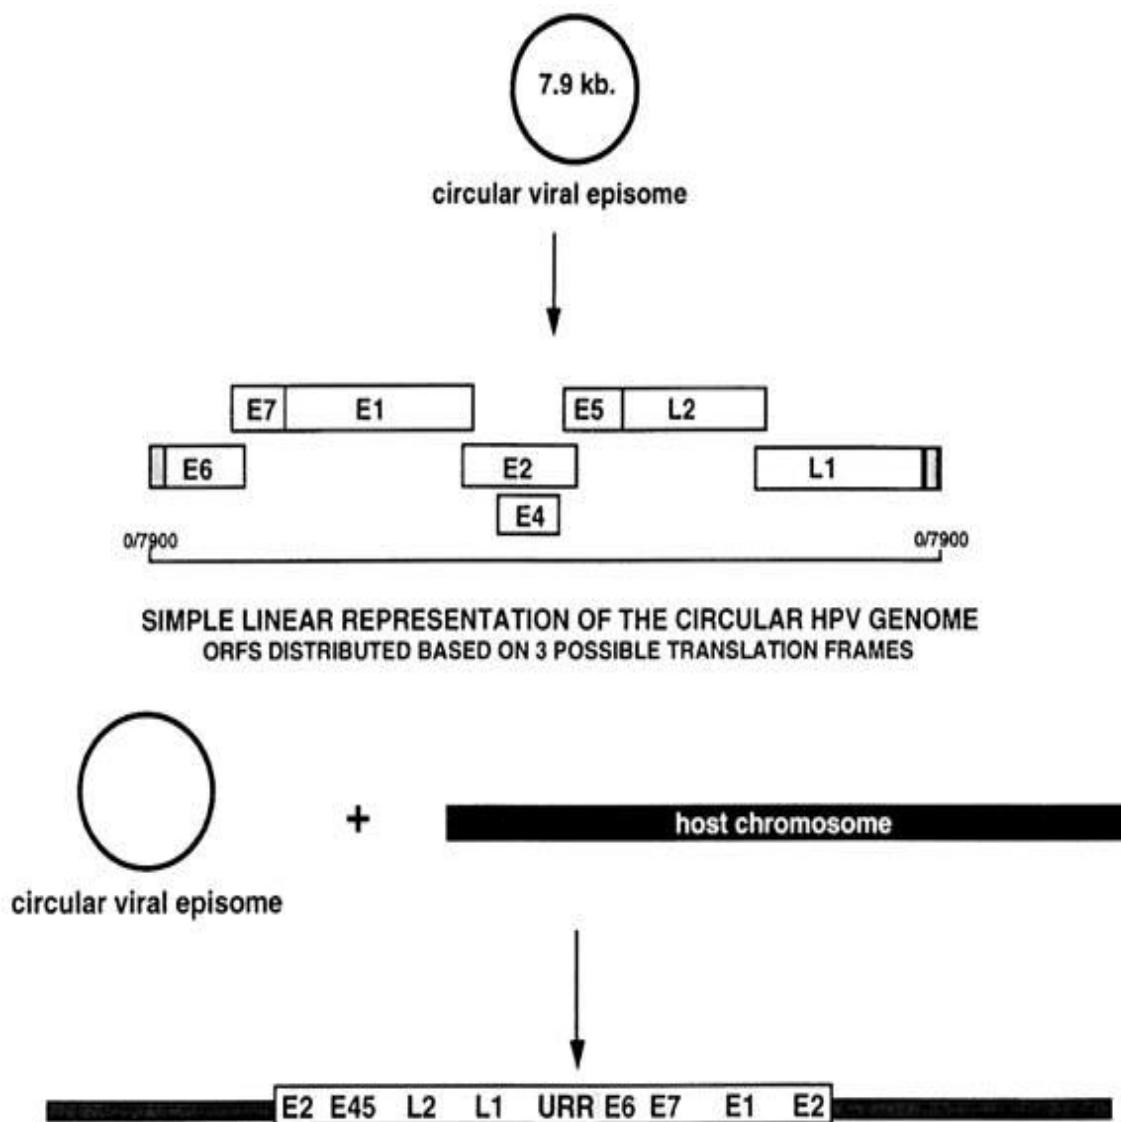 7.9 kb.
circular viral episome
E7 E1 E5 L2
E6 E2 L1
E4
0/7900 0/7900
SIMPLE LINEAR REPRESENTATION OF THE CIRCULAR HPV GENOME
ORFS DISTRIBUTED BASED ON 3 POSSIBLE TRANSLATION FRAMES
+ host chromosome
circular viral episome
E2 E45 L2 L1 URR E6 E7 E1 E2